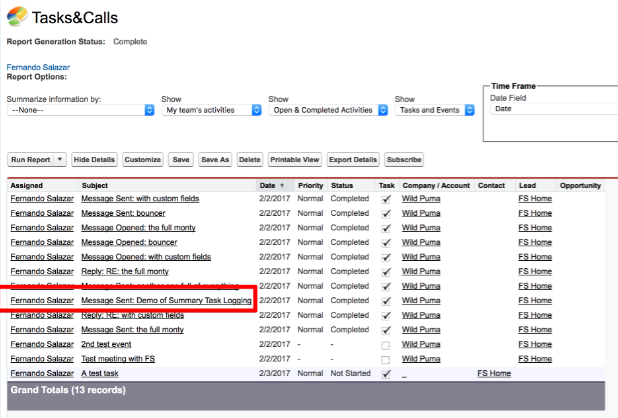 Tasks&Calls
Report Generation Status: Complete
Fernando Salazar
Report Options:
Time Frame
Summarize information by: Show Show Show Date Field
--None-- My team's activities Open & Completed Activities Tasks and Events Date
Run Report Hide Details Customize Save Save As Delete Printable View Export Details Subscribe
Assigned Subject Date Priority Status Task Company / Account Contact Lead Opportunity
Fernando Salazar Message Sent: with custom fields 2/2/2017 Normal Completed Wild Puma FS Home
Fernando Salazar Message Sent: bouncer 2/2/2017 Normal Completed Wild Puma FS Home
Fernando Salazar Message Opened: the full monty 2/2/2017 Normal Completed Wild Puma FS Home
Fernando Salazar Message Opened: bouncer 2/2/2017 Normal Completed Wild Puma FS Home
Fernando Salazar Message Opened: with custom fields 2/2/2017 Normal Completed Wild Puma FS Home
Fernando Salazar Reply: RE: the full monty 2/2/2017 Normal Completed Wild Puma FS Home
Fernando Salazar Message Sent: another one full of everything 2/2/2017 Normal Completed Wild Puma FS Home
Fernando Salazar Message Sent: Demo of Summary Task Logging 2/2/2017 Normal Completed Wild Puma FS Home
Fernando Salazar Reply: RE: with custom fields 2/2/2017 Normal Completed Wild Puma FS Home
Fernando Salazar Message Sent: the full monty 2/2/2017 Normal Completed Wild Puma FS Home
Fernando Salazar 2nd test event 2/2/2017 - - Wild Puma FS Home
Fernando Salazar Test meeting with FS 2/2/2017 - - Wild Puma FS Home
Fernando Salazar A test task 2/3/2017 Normal Not Started - FS Home
Grand Totals (13 records)